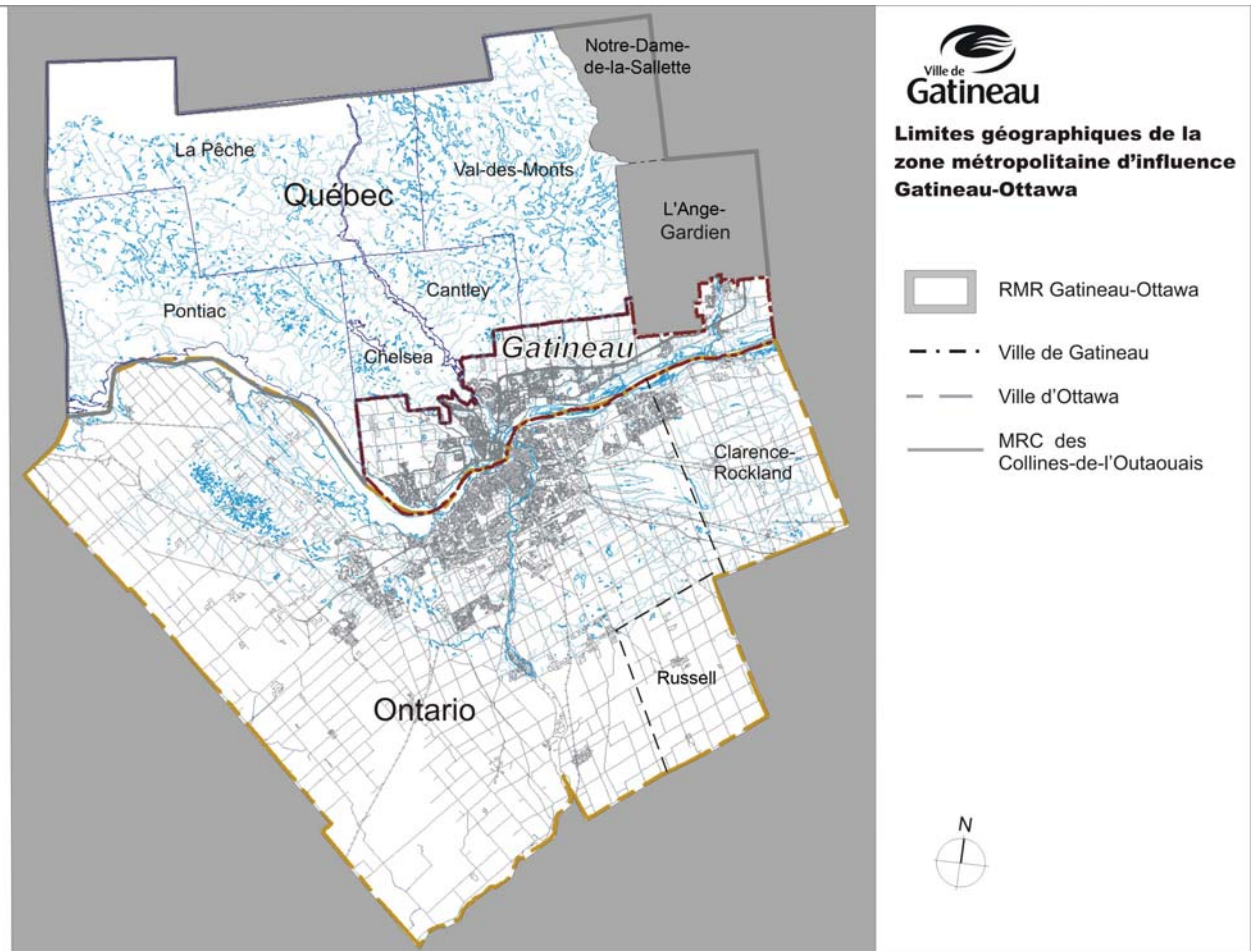 Notre-Dame-
de-la-Sallette
La Pêche
Val-des-Monts
Québec
L'Ange-
Gardien
Cantley
Pontiac
Chelsea
Gatineau
Clarence-
Rockland
Russell
Ontario
Ville de
Gatineau
Limites géographiques de la
zone métropolitaine d'influence
Gatineau-Ottawa
RMR Gatineau-Ottawa
Ville de Gatineau
Ville d'Ottawa
MRC des
Collines-de-l'Outaouais
N